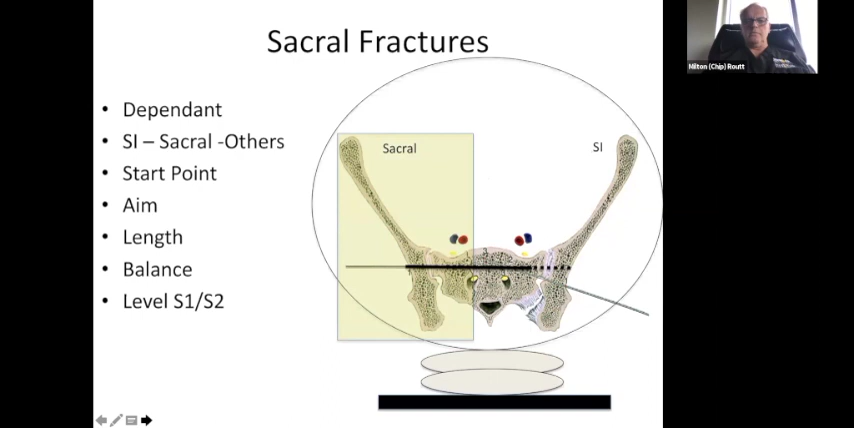 Sacral Fractures
Milton (Chip) Routt
• Dependant
• SI – Sacral -Others
• Start Point
• Aim
• Length
• Balance
• Level S1/S2
Sacral
SI